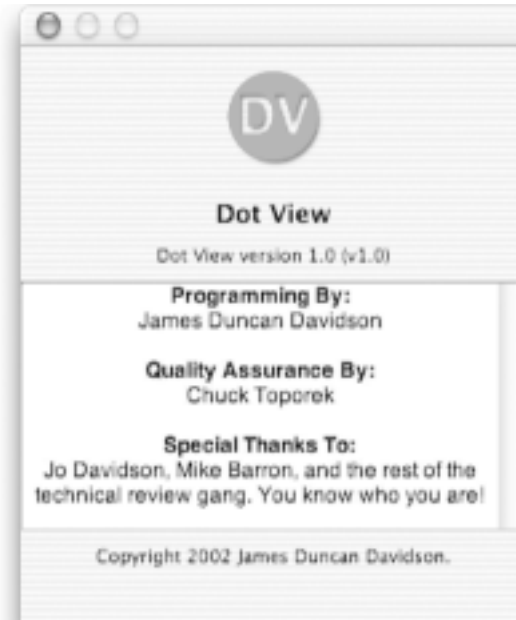 DV
Dot View
Dot View version 1.0 (v1.0)
Programming By:
James Duncan Davidson
Quality Assurance By:
Chuck Toporek
Special Thanks To:
Jo Davidson, Mike Barron, and the rest of the
technical review gang. You know who you are!
Copyright 2002 James Duncan Davidson.